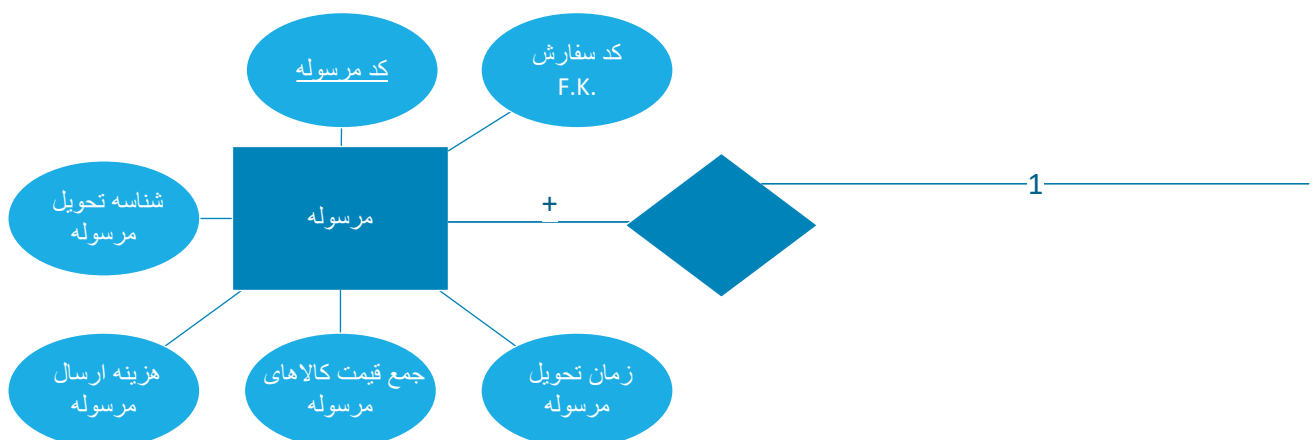 کد مرسوله
کد سفارش
F.K.
شناسه تحویل
مرسوله
مرسوله
+
1
هزینه ارسال
مرسوله
جمع قیمت کالاهای
مرسوله
زمان تحویل
مرسوله